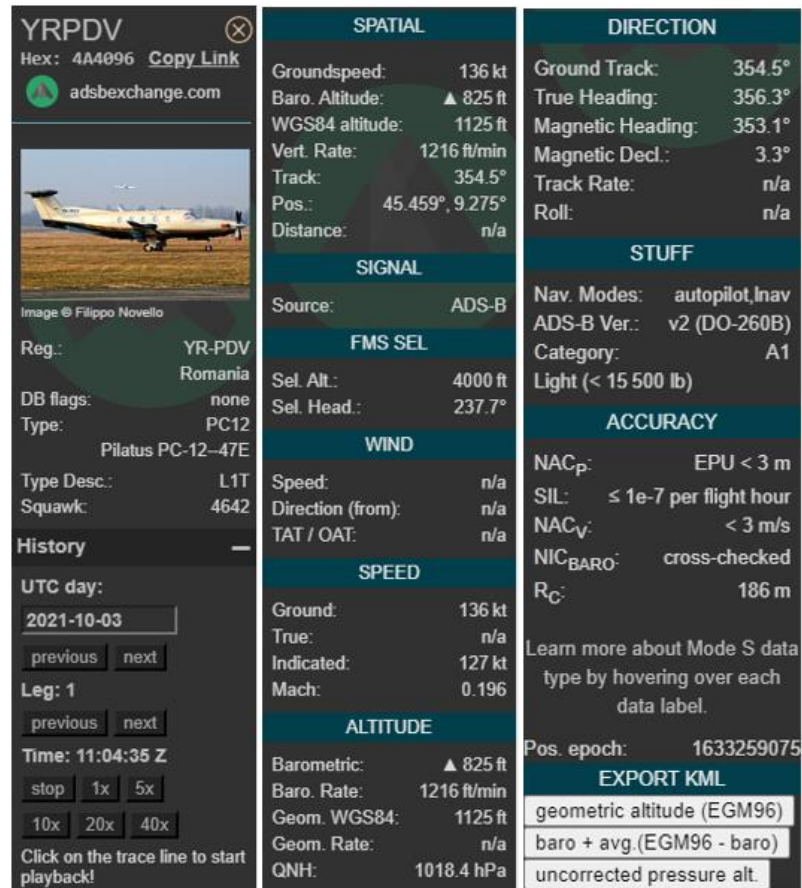 YRPDV
Hex: 4A4096 Copy Link
adsbexchange.com
Image © Filippo Novello
Reg.: YR-PDV
Romania
DB flags: none
Type: PC12
Pilatus PC-12--47E
Type Desc.: L1T
Squawk: 4642
History
UTC day:
2021-10-03
previous next
Leg: 1
previous next
Time: 11:04:35 Z
stop 1x 5x
10x 20x 40x
Click on the trace line to start
playback!
SPATIAL
Groundspeed: 136 kt
Baro. Altitude: ▲ 825 ft
WGS84 altitude: 1125 ft
Vert. Rate: 1216 ft/min
Track: 354.5°
Pos.: 45.459°, 9.275°
Distance: n/a
SIGNAL
Source: ADS-B
FMS SEL
Sel. Alt.: 4000 ft
Sel. Head.: 237.7°
WIND
Speed: n/a
Direction (from): n/a
TAT / OAT: n/a
SPEED
Ground: 136 kt
True: n/a
Indicated: 127 kt
Mach: 0.196
ALTITUDE
Barometric: ▲ 825 ft
Baro. Rate: 1216 ft/min
Geom. WGS84: 1125 ft
Geom. Rate: n/a
QNH: 1018.4 hPa
DIRECTION
Ground Track: 354.5°
True Heading: 356.3°
Magnetic Heading: 353.1°
Magnetic Decl.: 3.3°
Track Rate: n/a
Roll: n/a
STUFF
Nav. Modes: autopilot,lnav
ADS-B Ver.: v2 (DO-260B)
Category: A1
Light (< 15 500 lb)
ACCURACY
NACP: EPU < 3 m
SIL: ≤ 1e-7 per flight hour
NACV: < 3 m/s
NICBARO: cross-checked
RC: 186 m
Learn more about Mode S data
type by hovering over each
data label.
Pos. epoch: 1633259075
EXPORT KML
geometric altitude (EGM96)
baro + avg.(EGM96 - baro)
uncorrected pressure alt.